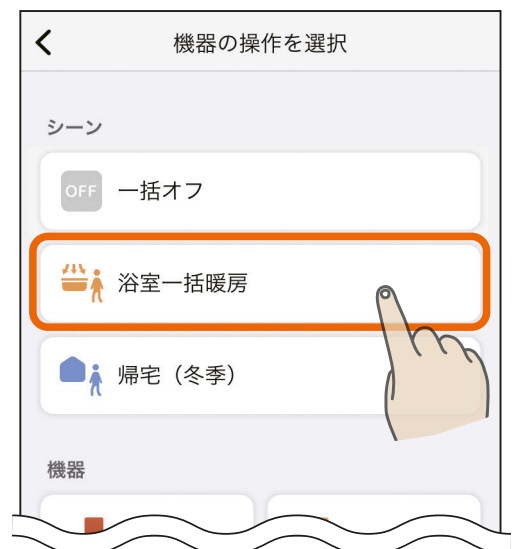 機器の操作を選択
シーン
OFF 一括オフ
浴室一括暖房
帰宅（冬季）
機器